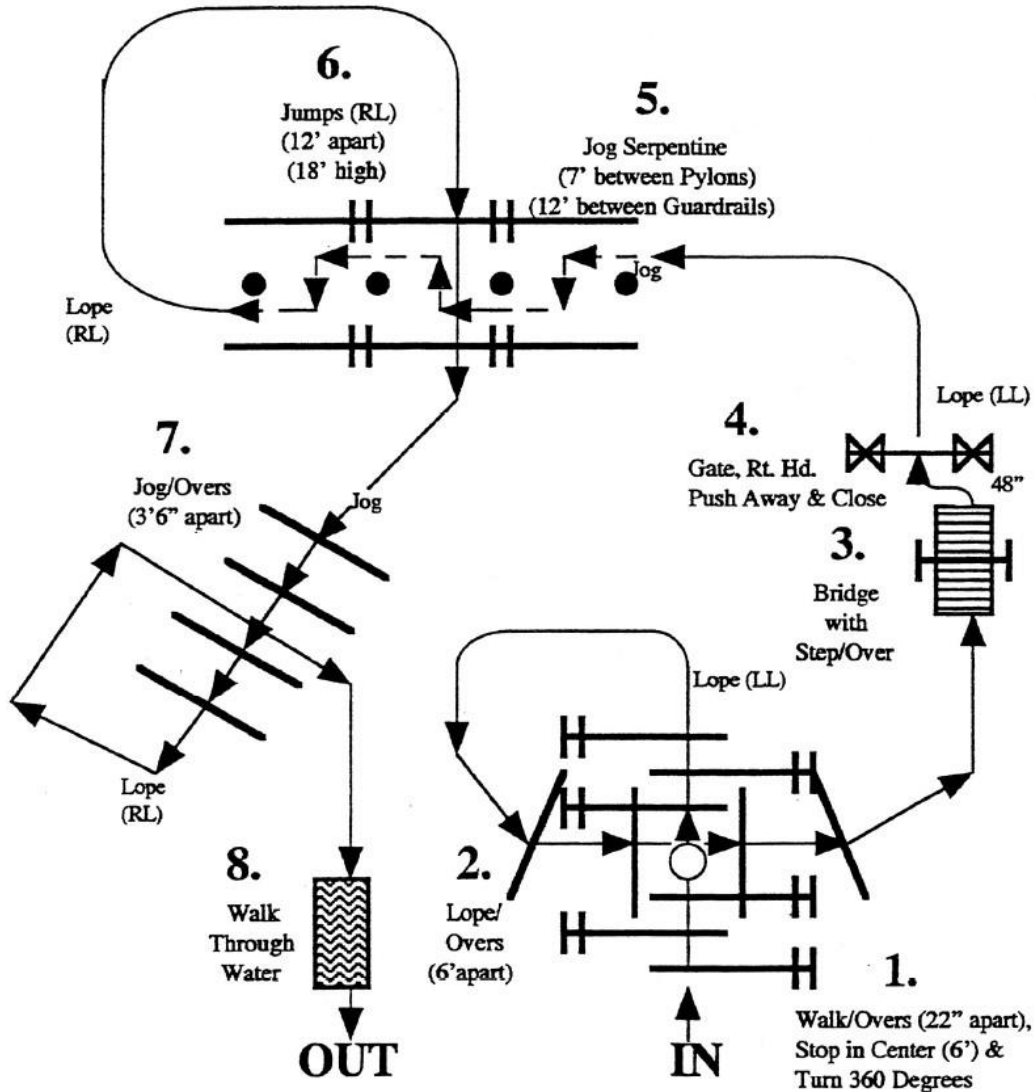 6.
Jumps (RL)
(12' apart)
(18' high)
5.
Jog Serpentine
(7' between Pylons)
(12' between Guardrails)
Jog
Lope
(RL)
Lope (LL)
4.
Gate, Rt. Hd.
Push Away & Close
48"
7.
Jog/Overs
(3'6" apart)
Jog
3.
Bridge
with
Step/Over
Lope (LL)
Lope
(RL)
8.
Walk
Through
Water
2.
Lope/
Overs
(6'apart)
1.
Walk/Overs (22" apart),
Stop in Center (6') &
Turn 360 Degrees
OUT
IN